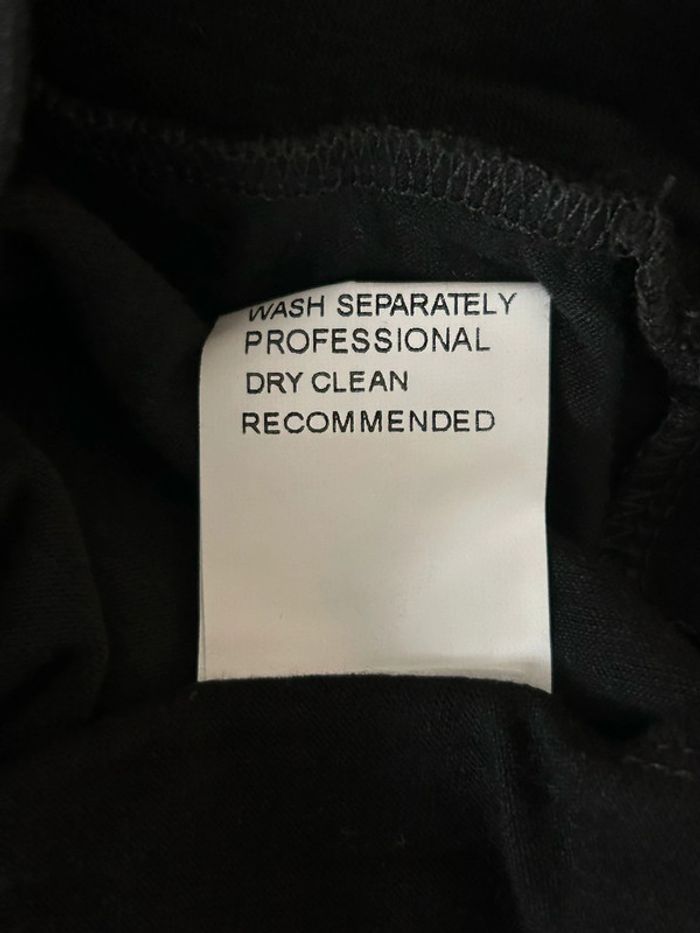 WASH SEPARATELY
PROFESSIONAL
DRY CLEAN
RECOMMENDED